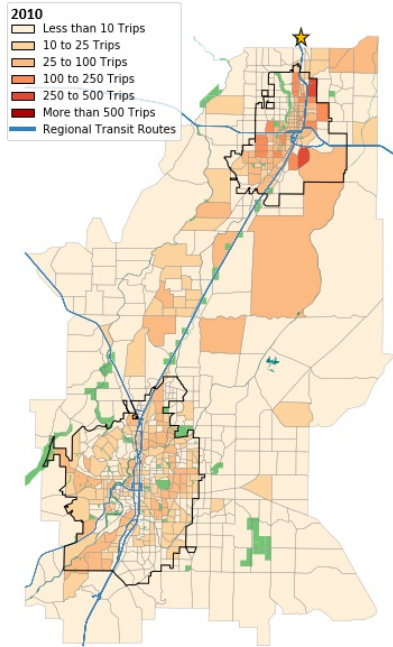 2010
Less than 10 Trips
10 to 25 Trips
25 to 100 Trips
100 to 250 Trips
250 to 500 Trips
More than 500 Trips
Regional Transit Routes